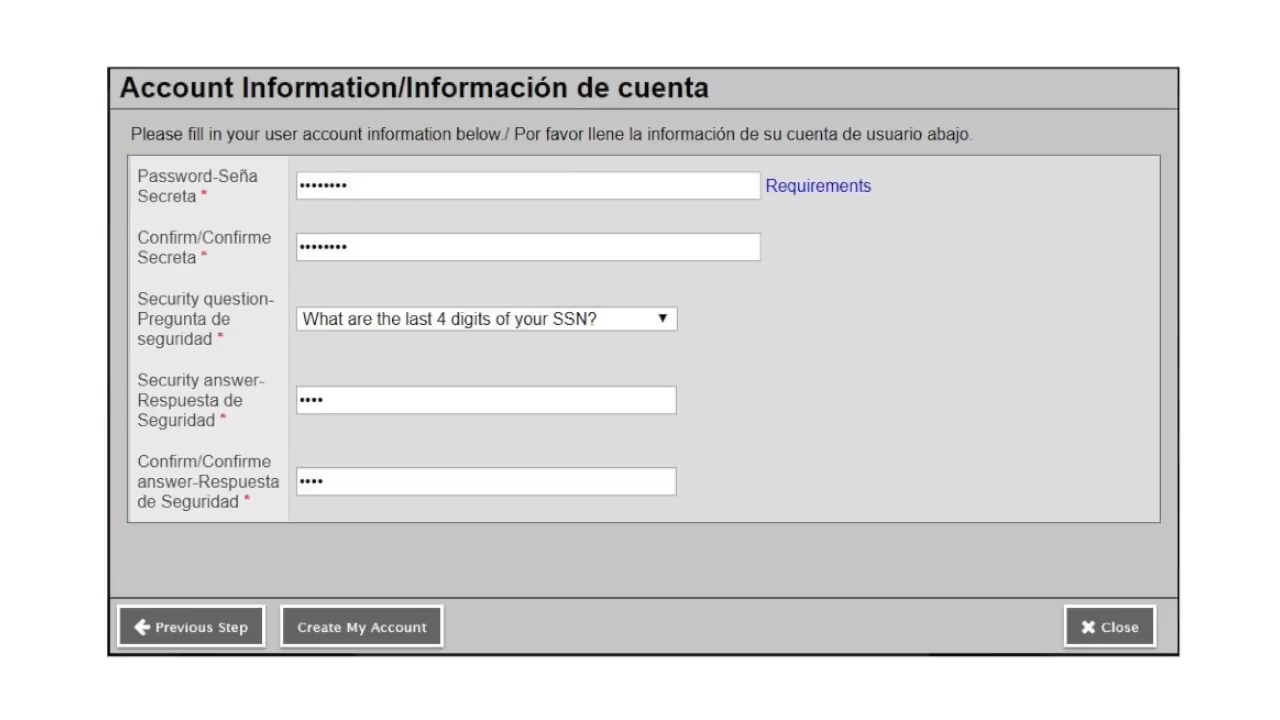 Account Information/Información de cuenta
Please fill in your user account information below./ Por favor llene la información de su cuenta de usuario abajo.
Password-Seña
Secreta *
•••••••• Requirements
Confirm/Confirme
Secreta *
••••••••
Security question-
Pregunta de
seguridad *
What are the last 4 digits of your SSN? ▼
Security answer-
Respuesta de
Seguridad *
••••
Confirm/Confirme
answer-Respuesta
de Seguridad *
••••
Previous Step Create My Account Close